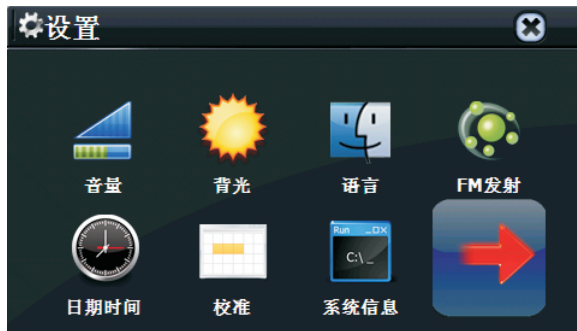 设置
音量 背光 语言 FM发射
Run
C:\_
日期时间 校准 系统信息